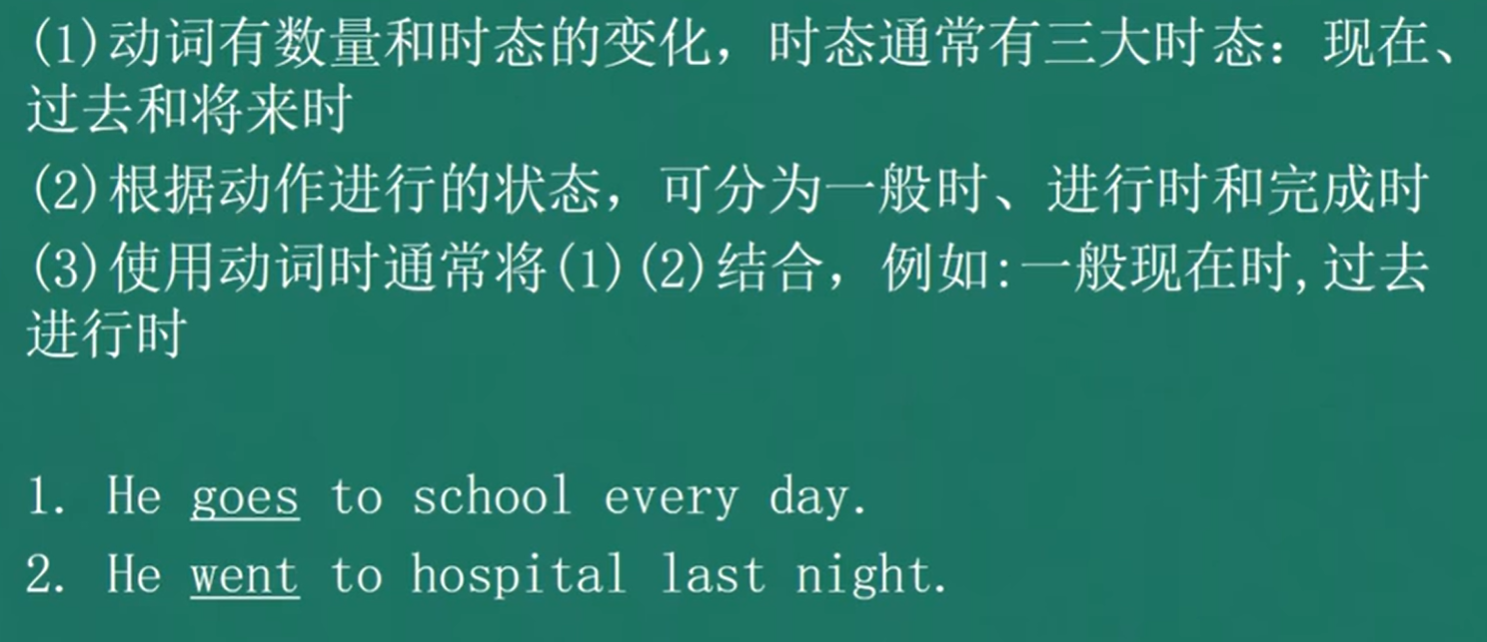 (1)动词有数量和时态的变化，时态通常有三大时态：现在、
过去和将来时
(2)根据动作进行的状态，可分为一般时、进行时和完成时
(3)使用动词时通常将(1)(2)结合，例如:一般现在时,过去
进行时
1. He goes to school every day.
2. He went to hospital last night.